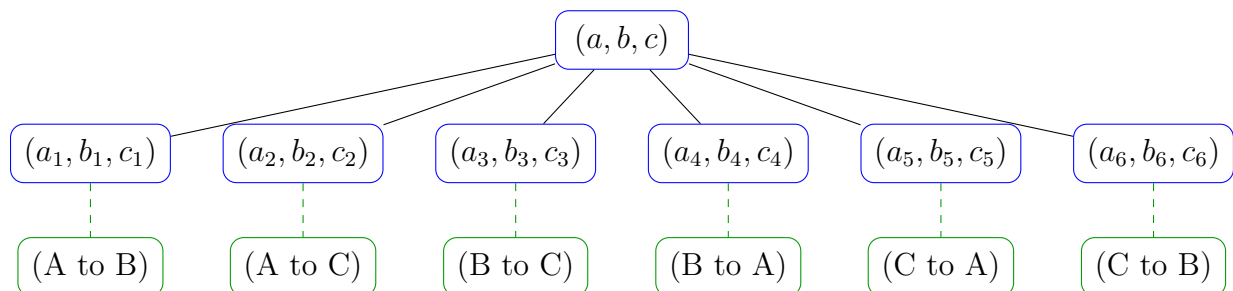 (a, b, c)
(a₁, b₁, c₁) (a₂, b₂, c₂) (a₃, b₃, c₃) (a₄, b₄, c₄) (a₅, b₅, c₅) (a₆, b₆, c₆)
(A to B) (A to C) (B to C) (B to A) (C to A) (C to B)